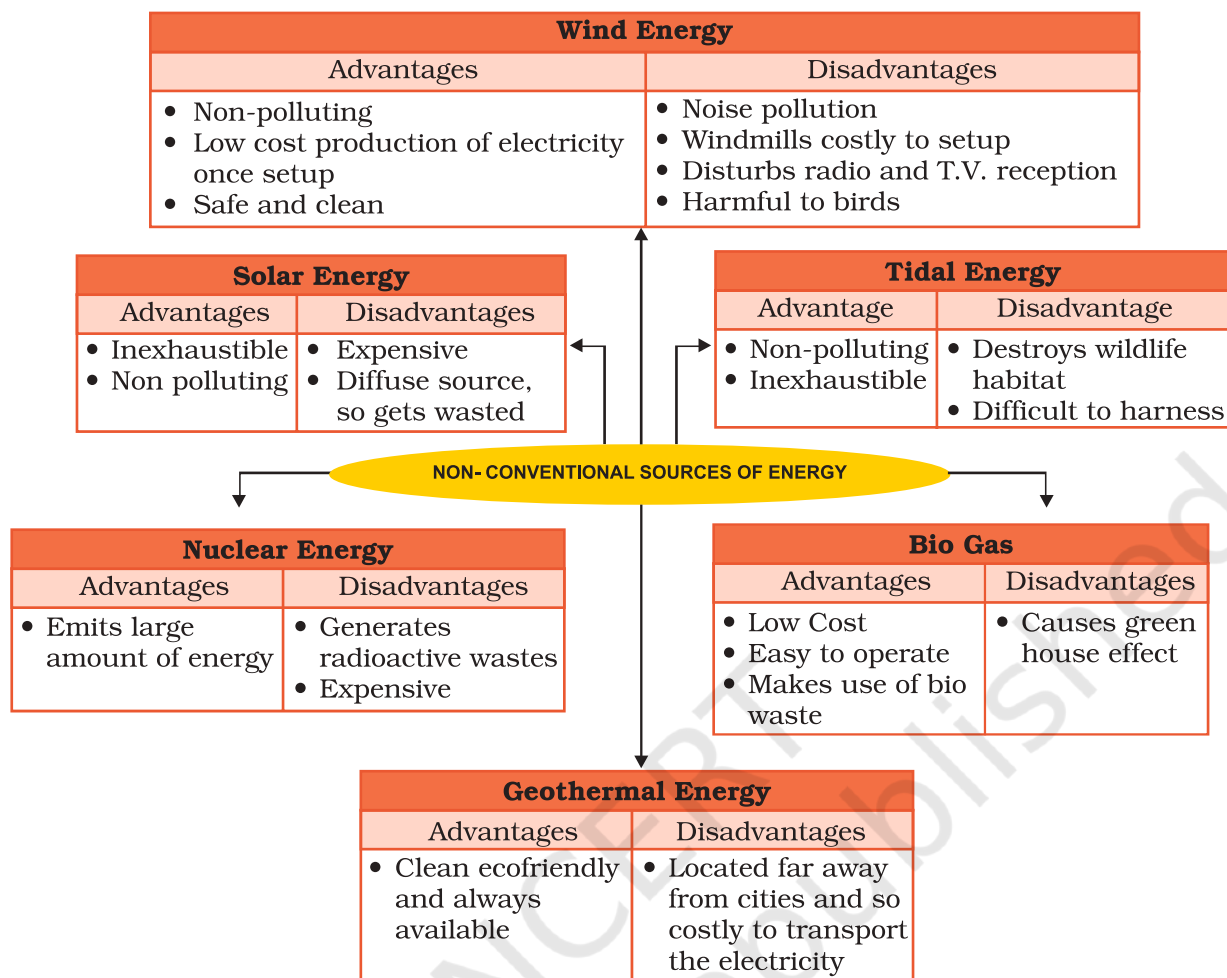 Wind Energy
Advantages
Disadvantages
• Non-polluting
• Low cost production of electricity
once setup
• Safe and clean
• Noise pollution
• Windmills costly to setup
• Disturbs radio and T.V. reception
• Harmful to birds
Solar Energy
Advantages
Disadvantages
• Inexhaustible
• Non polluting
• Expensive
• Diffuse source,
so gets wasted
Tidal Energy
Advantage
Disadvantage
• Non-polluting
• Inexhaustible
• Destroys wildlife
habitat
• Difficult to harness
NON- CONVENTIONAL SOURCES OF ENERGY
Nuclear Energy
Advantages
Disadvantages
• Emits large
amount of energy
• Generates
radioactive wastes
• Expensive
Bio Gas
Advantages
Disadvantages
• Low Cost
• Easy to operate
• Makes use of bio
waste
• Causes green
house effect
Geothermal Energy
Advantages
Disadvantages
• Clean ecofriendly
and always
available
• Located far away
from cities and so
costly to transport
the electricity
NCERT